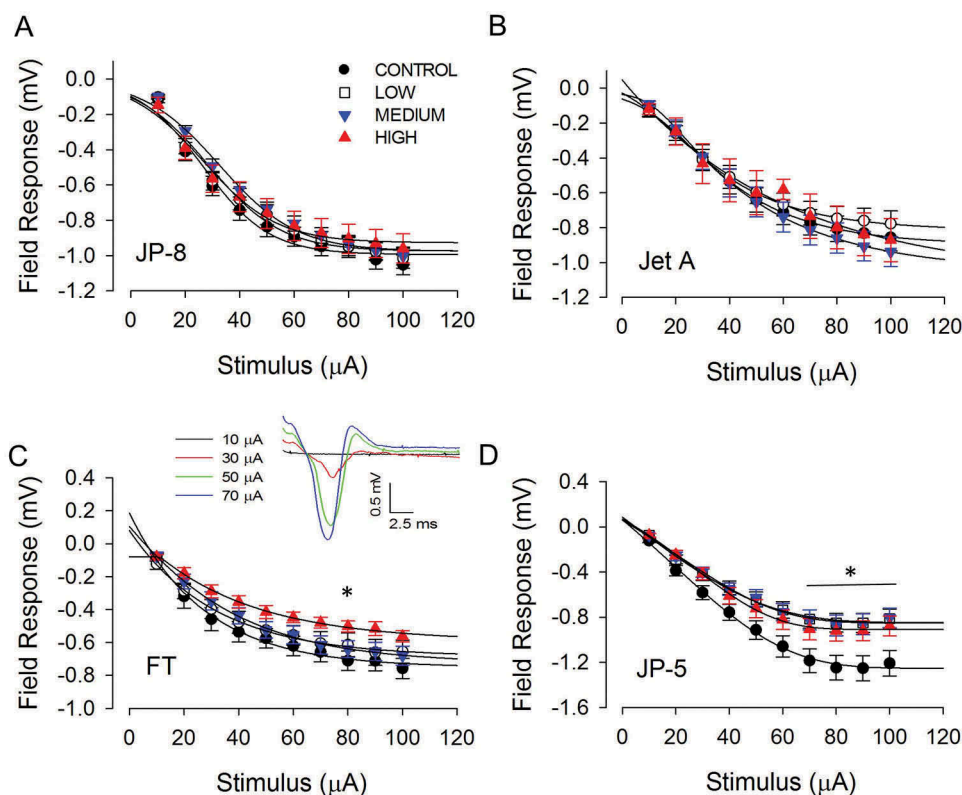 A
Field Response (mV)
0.0
-0.2
-0.4
-0.6
-0.8
-1.0
-1.2
CONTROL
LOW
MEDIUM
HIGH
JP-8
0 20 40 60 80 100 120
Stimulus (μA)
B
Field Response (mV)
0.0
-0.2
-0.4
-0.6
-0.8
-1.0
-1.2
Jet A
0 20 40 60 80 100 120
Stimulus (μA)
C
Field Response (mV)
0.4
0.2
0.0
-0.2
-0.4
-0.6
-0.8
-1.0
10 μA
30 μA
50 μA
70 μA
0.5 mV
2.5 ms
*
FT
0 20 40 60 80 100 120
Stimulus (μA)
D
Field Response (mV)
0.4
0.0
-0.4
-0.8
-1.2
-1.6
*
JP-5
0 20 40 60 80 100 120
Stimulus (μA)